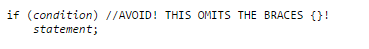 if (condition) //AVOID! THIS OMITS THE BRACES {}!
    statement;